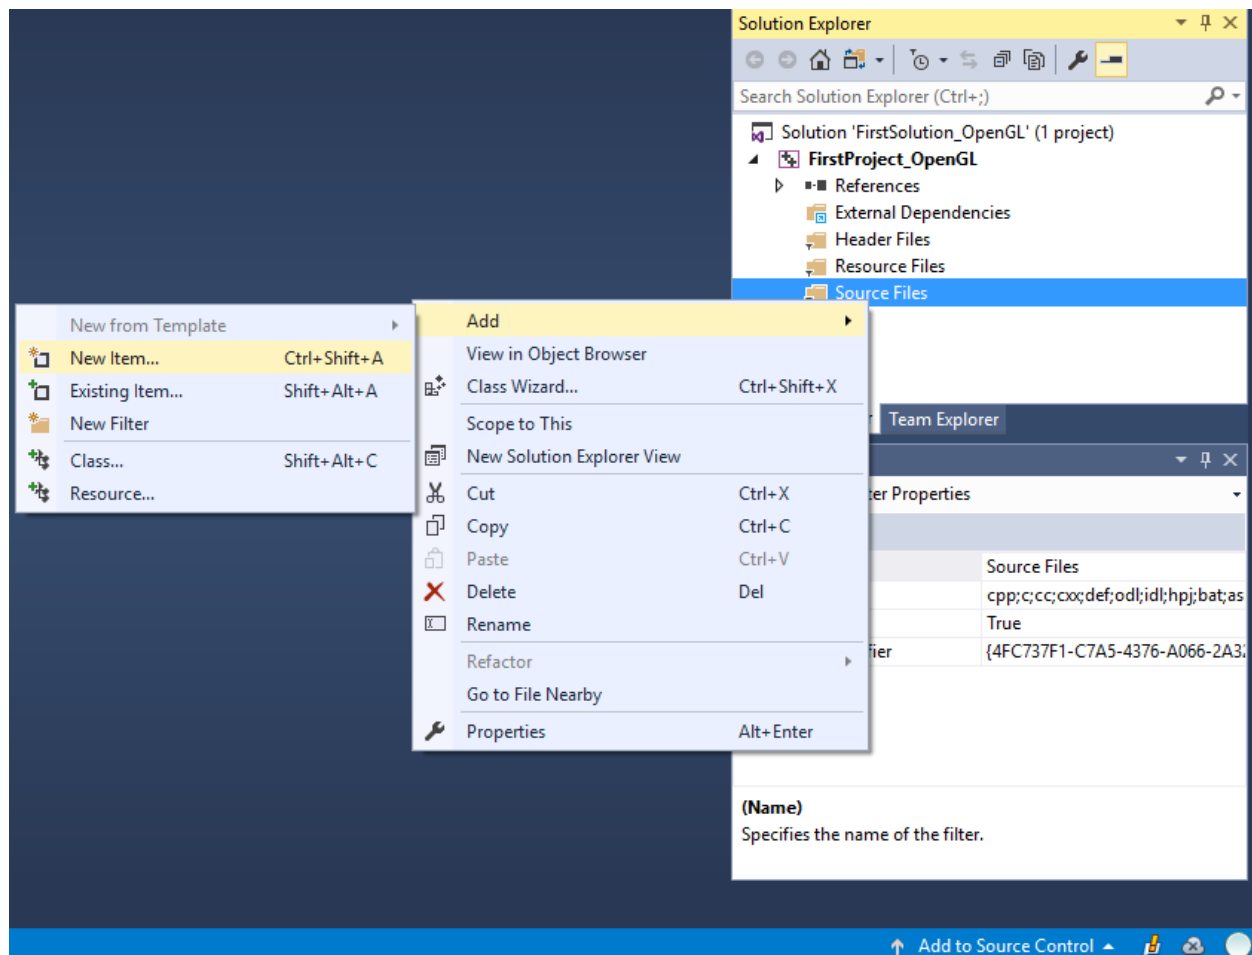 Solution Explorer
Search Solution Explorer (Ctrl+;)
Solution 'FirstSolution_OpenGL' (1 project)
FirstProject_OpenGL
References
External Dependencies
Header Files
Resource Files
Source Files
New from Template
New Item... Ctrl+Shift+A
Existing Item... Shift+Alt+A
New Filter
Class... Shift+Alt+C
Resource...
Add
View in Object Browser
Class Wizard... Ctrl+Shift+X
Scope to This
New Solution Explorer View
Cut Ctrl+X
Copy Ctrl+C
Paste Ctrl+V
Delete Del
Rename
Refactor
Go to File Nearby
Properties Alt+Enter
Team Explorer
er Properties
Source Files
cpp;c;cc;cxx;def;odl;idl;hpj;bat;as
True
fier {4FC737F1-C7A5-4376-A066-2A32
(Name)
Specifies the name of the filter.
Add to Source Control